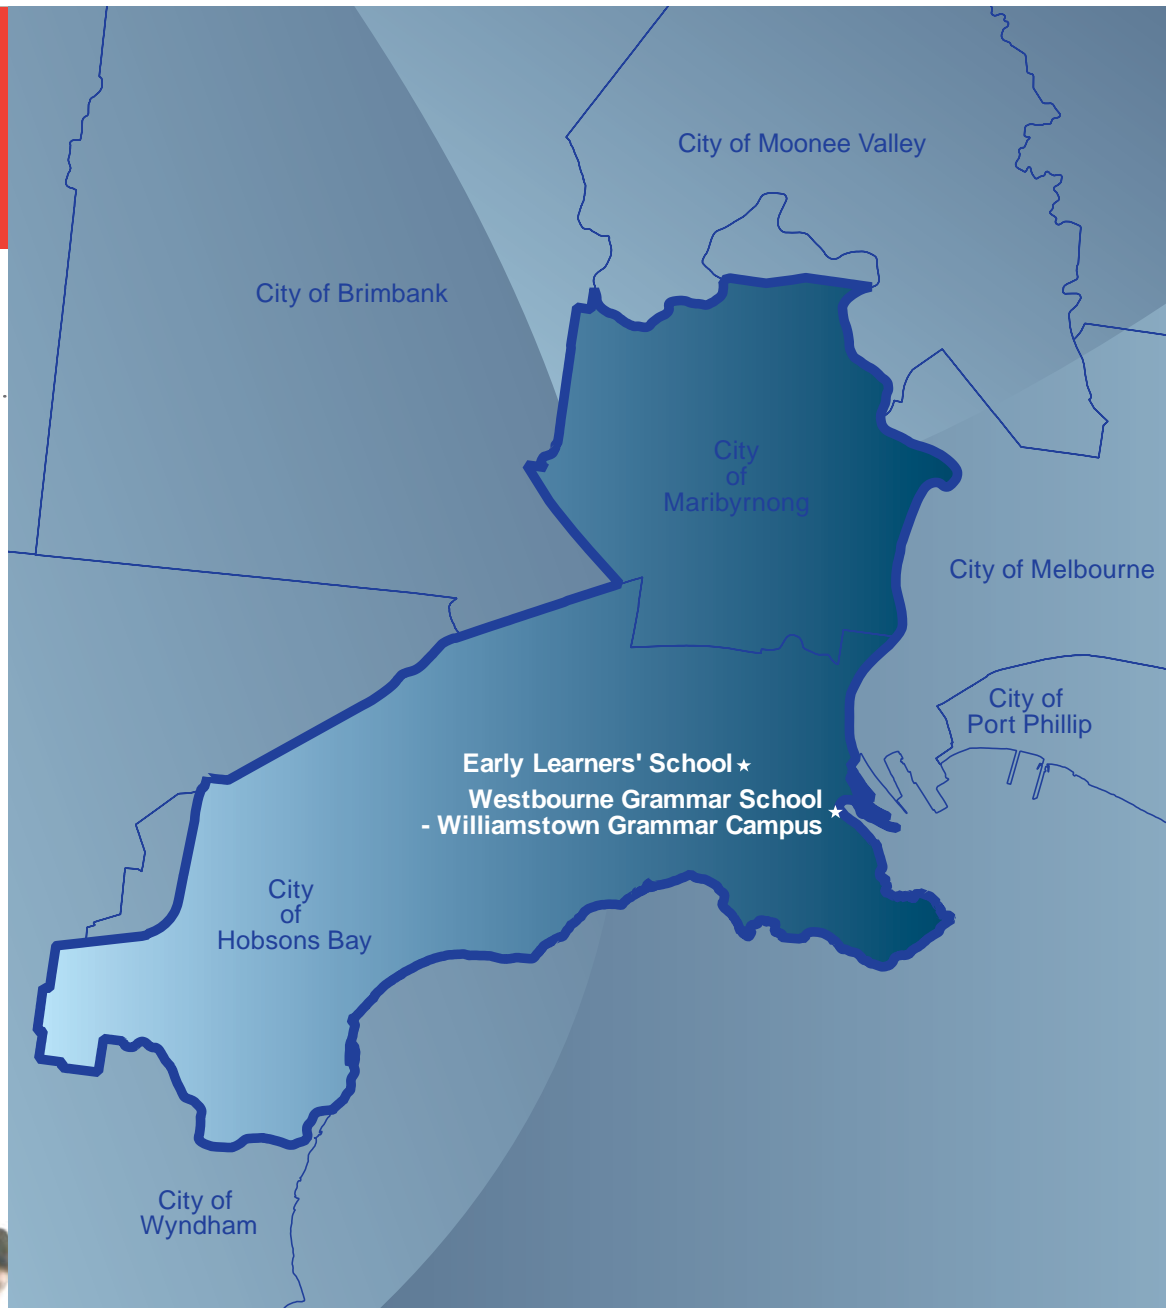 City of Moonee Valley
City of Brimbank
City
of
Maribyrnong
City of Melbourne
City of
Port Phillip
Early Learners' School
Westbourne Grammar School
- Williamstown Grammar Campus
City
of
Hobsons Bay
City of
Wyndham